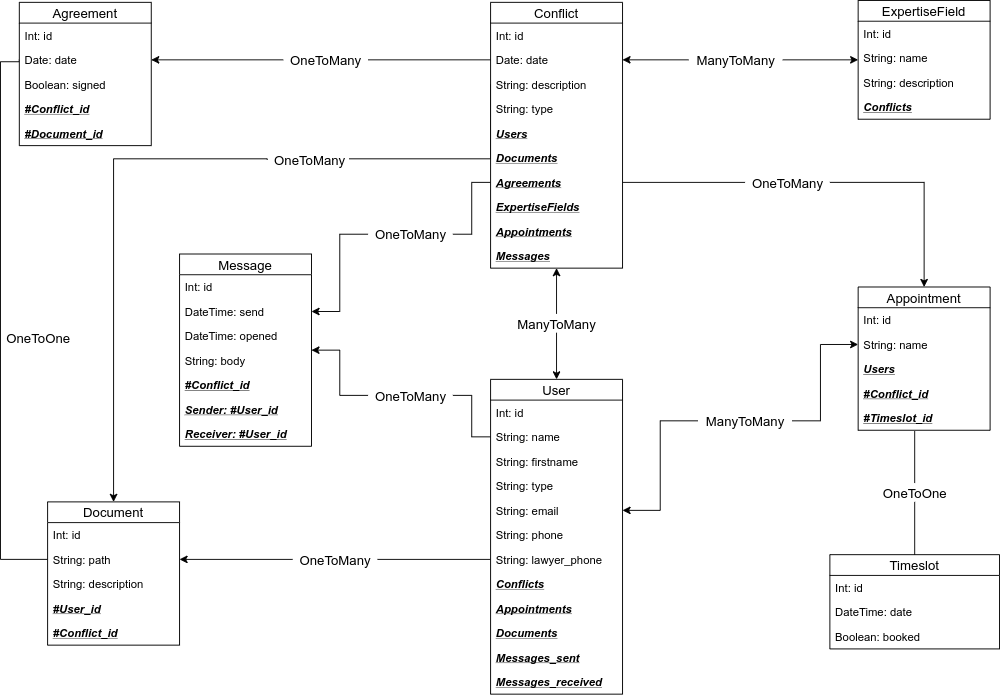 Agreement
Int: id
Date: date
Boolean: signed
#Conflict_id
#Document_id
OneToMany
Conflict
Int: id
Date: date
String: description
String: type
Users
Documents
Agreements
ExpertiseFields
Appointments
Messages
ManyToMany
ExpertiseField
Int: id
String: name
String: description
Conflicts
OneToMany
OneToMany
OneToMany
Message
Int: id
DateTime: send
DateTime: opened
String: body
#Conflict_id
Sender: #User_id
Receiver: #User_id
OneToOne
ManyToMany
OneToMany
Appointment
Int: id
String: name
Users
#Conflict_id
#Timeslot_id
ManyToMany
User
Int: id
String: name
String: firstname
String: type
String: email
String: phone
String: lawyer_phone
Conflicts
Appointments
Documents
Messages_sent
Messages_received
OneToOne
Document
Int: id
String: path
String: description
#User_id
#Conflict_id
OneToMany
Timeslot
Int: id
DateTime: date
Boolean: booked